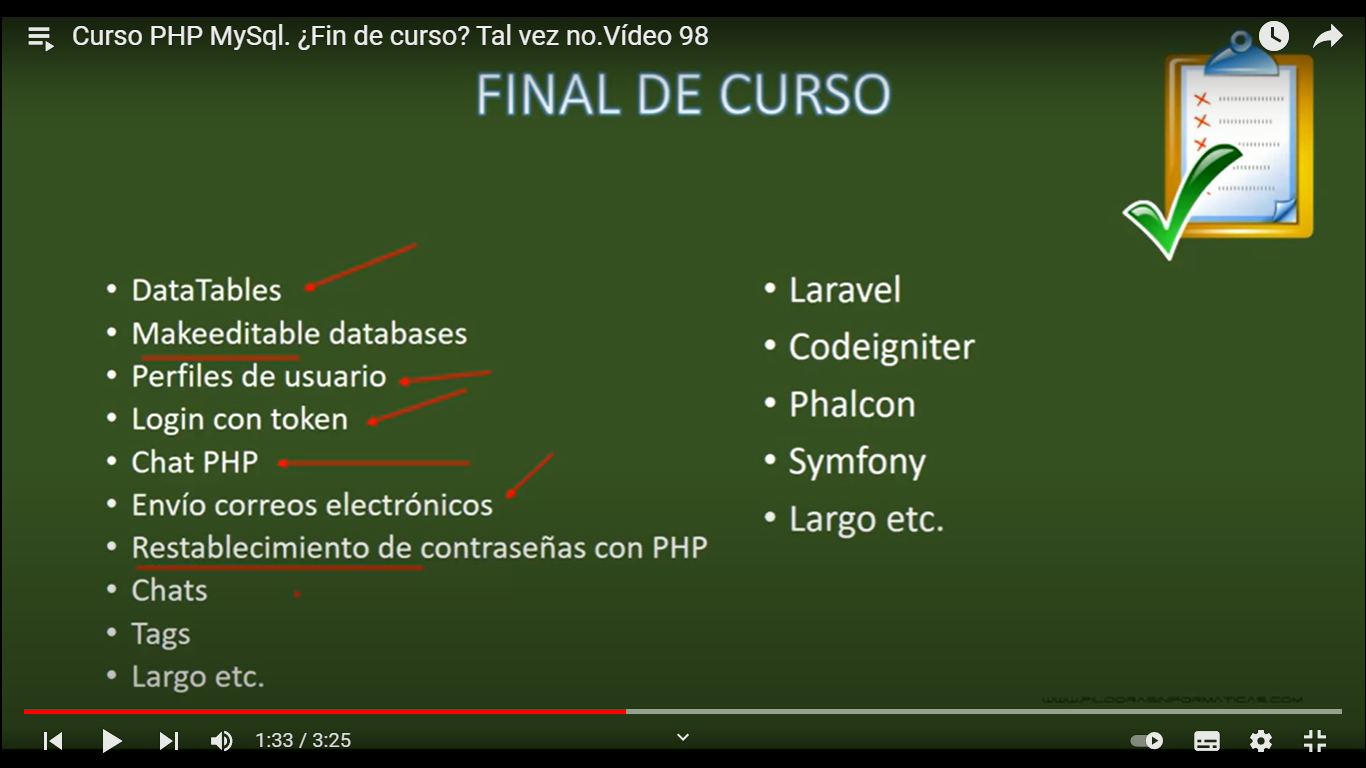 Curso PHP MySql. ¿Fin de curso? Tal vez no.Vídeo 98
FINAL DE CURSO
• DataTables
• Makeeditable databases
• Perfiles de usuario
• Login con token
• Chat PHP
• Envío correos electrónicos
• Restablecimiento de contraseñas con PHP
• Chats
• Tags
• Largo etc.
• Laravel
• Codeigniter
• Phalcon
• Symfony
• Largo etc.
WWW.PILDORASINFORMATICAS.COM
1:33 / 3:25